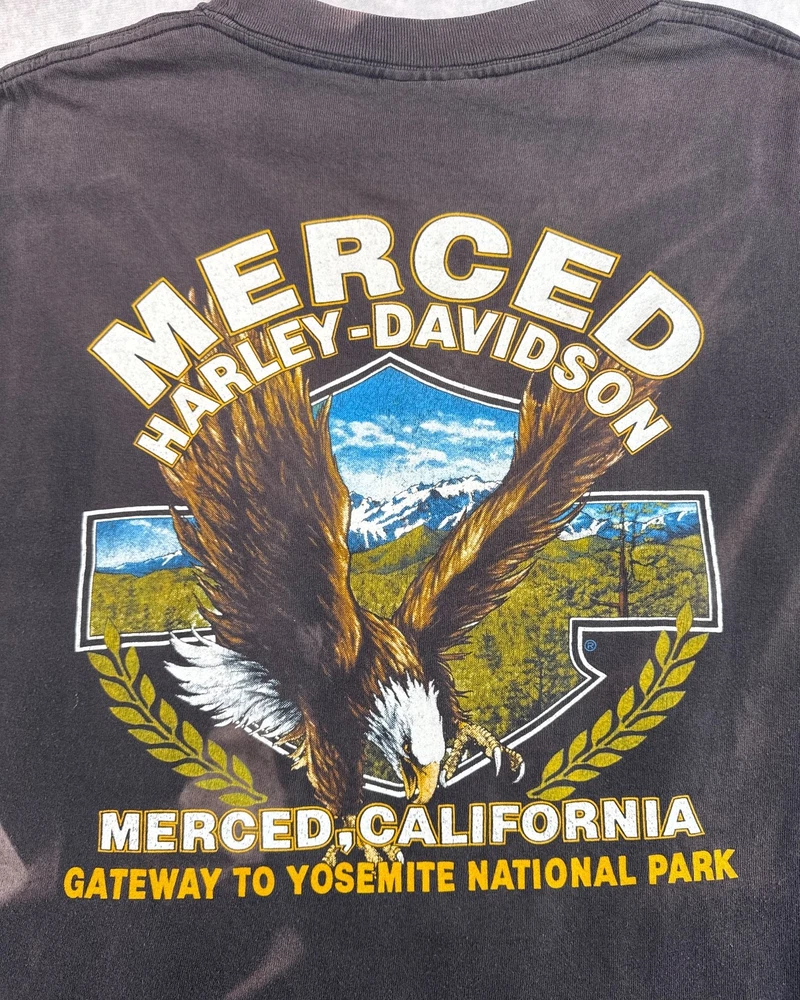 MERCED
HARLEY-DAVIDSON
®
MERCED, CALIFORNIA
GATEWAY TO YOSEMITE NATIONAL PARK